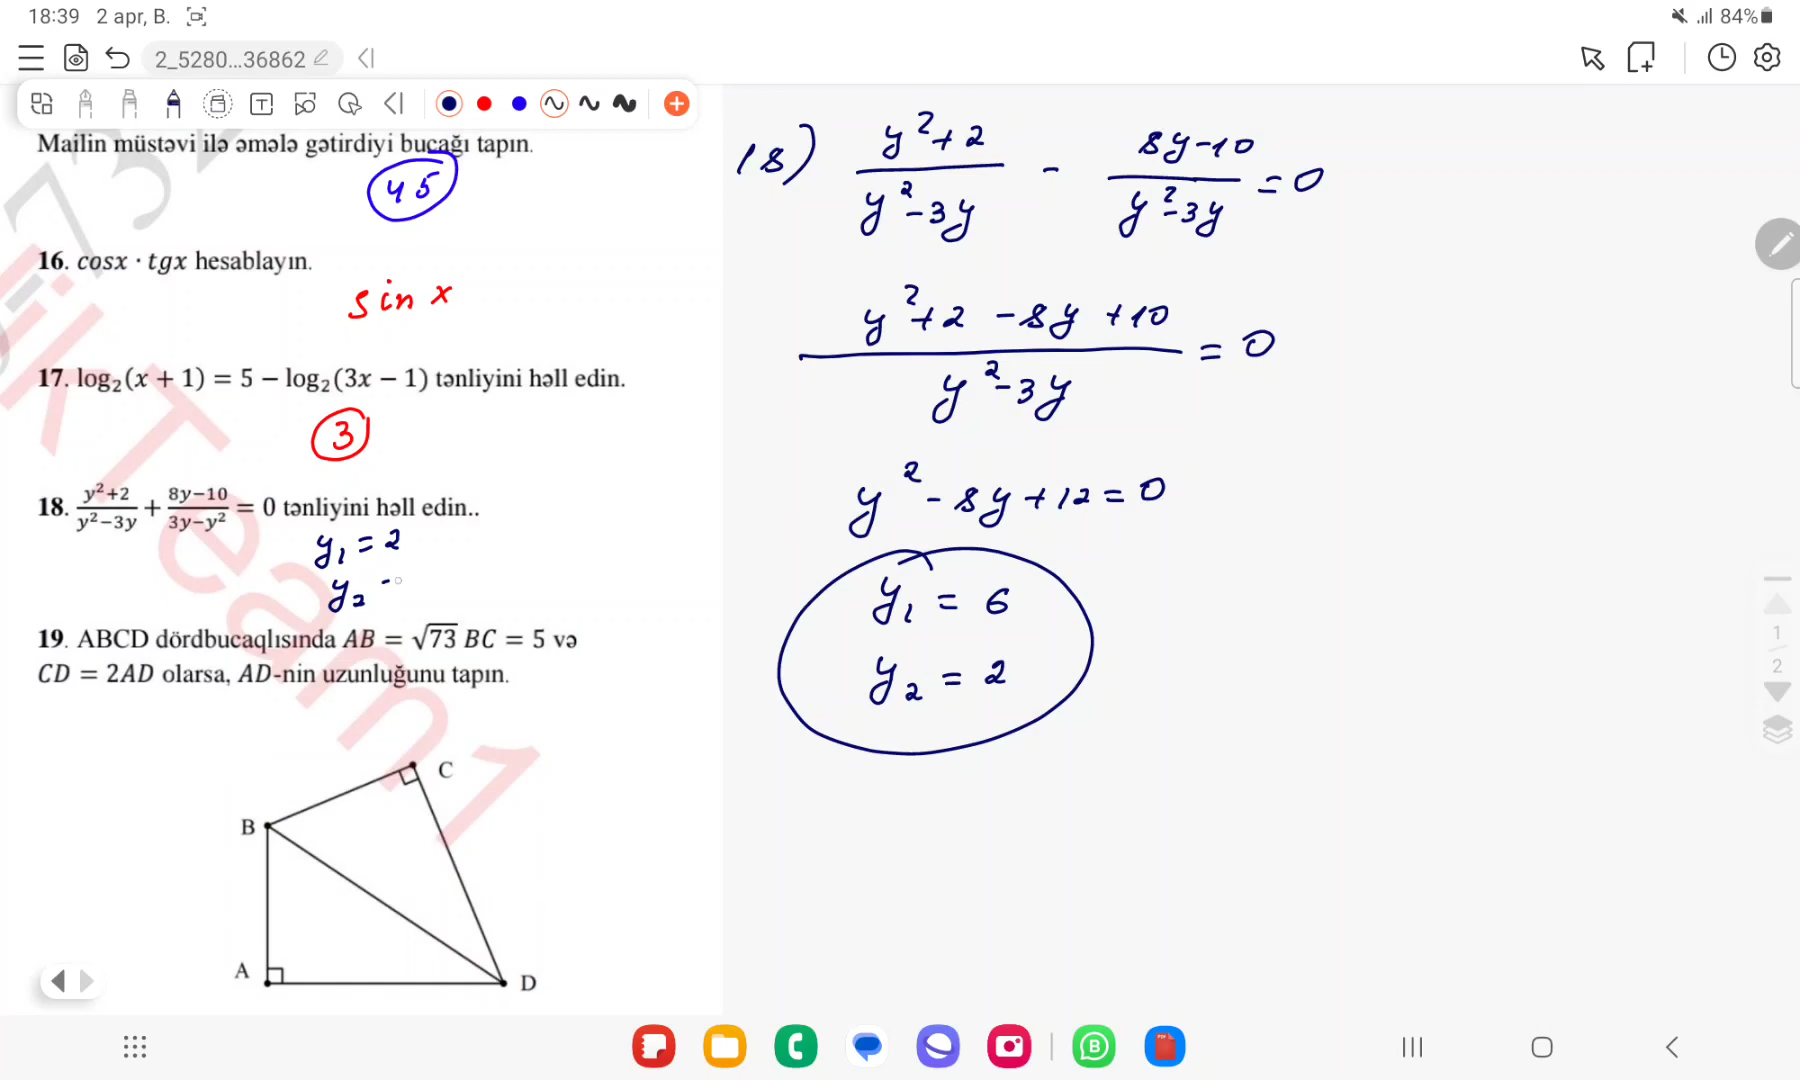 18:39 2 apr, B. 84%
2_5280...36862
Mailin müstəvi ilə əmələ gətirdiyi bucağı tapın.
45
16. cosx · tgx hesablayın.
sin x
17. log₂(x + 1) = 5 − log₂(3x − 1) tənliyini həll edin.
3
18. (y²+2)/(y²−3y) + (8y−10)/(3y−y²) = 0 tənliyini həll edin..
y₁ = 2
y₂ =
19. ABCD dördbucaqlısında AB = √73 BC = 5 və
CD = 2AD olarsa, AD-nin uzunluğunu tapın.
C
B
A
D
18) (y²+2)/(y²-3y) - (8y-10)/(y²-3y) = 0
(y²+2 -8y +10)/(y²-3y) = 0
y² - 8y + 12 = 0
y₁ = 6
y₂ = 2
1
2